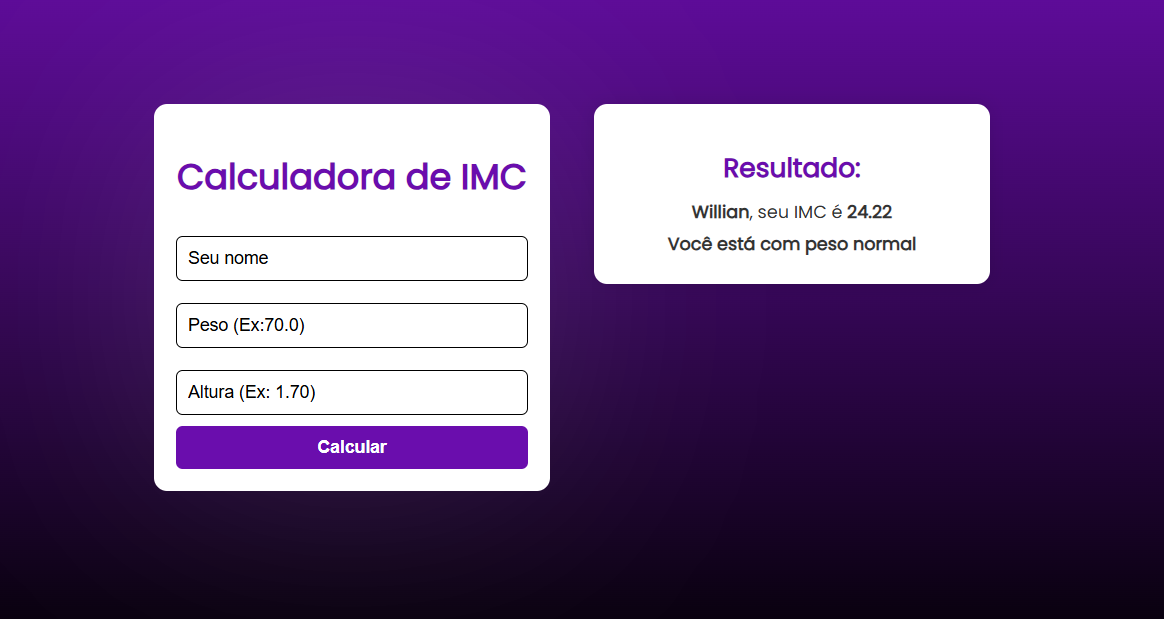 Calculadora de IMC
Seu nome
Peso (Ex:70.0)
Altura (Ex: 1.70)
Calcular
Resultado:
Willian, seu IMC é 24.22
Você está com peso normal